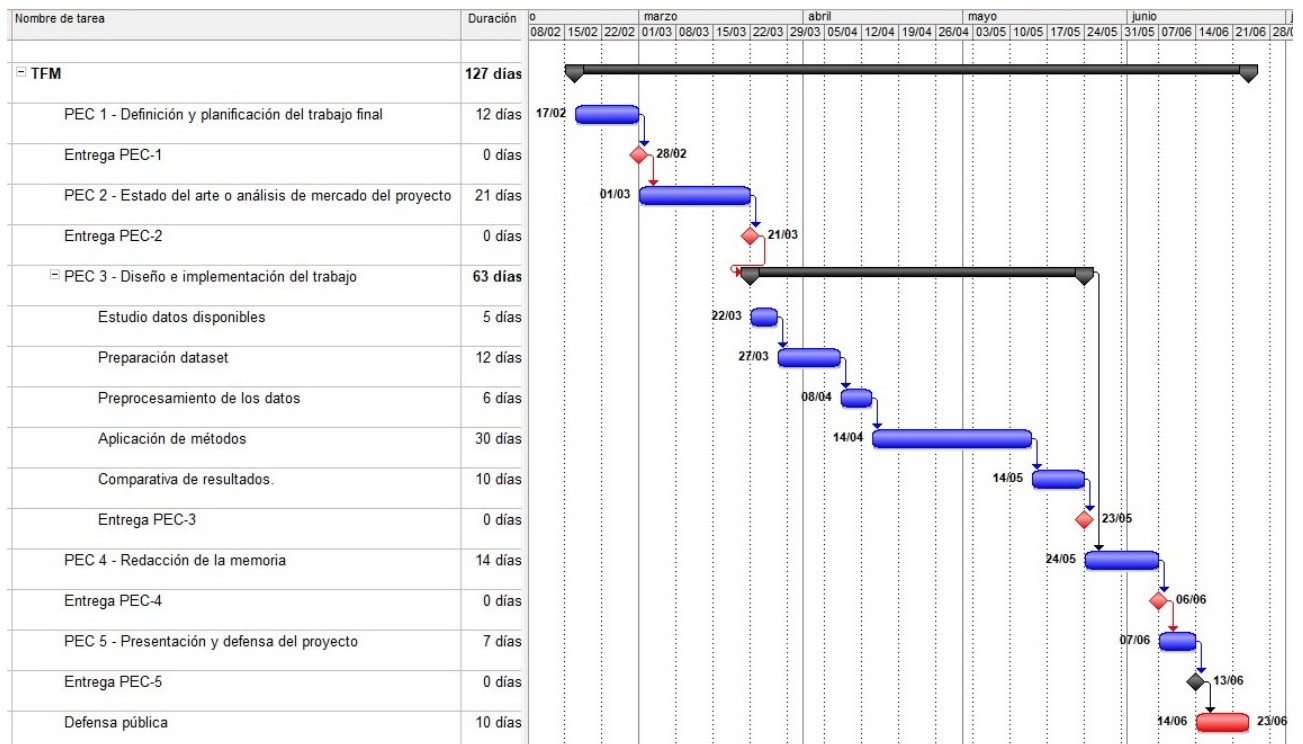 Nombre de tarea Duración o marzo abril mayo junio j
08/02 15/02 22/02 01/03 08/03 15/03 22/03 29/03 05/04 12/04 19/04 26/04 03/05 10/05 17/05 24/05 31/05 07/06 14/06 21/06 28/0
TFM 127 días
PEC 1 - Definición y planificación del trabajo final 12 días 17/02
Entrega PEC-1 0 días 28/02
PEC 2 - Estado del arte o análisis de mercado del proyecto 21 días 01/03
Entrega PEC-2 0 días 21/03
PEC 3 - Diseño e implementación del trabajo 63 días
Estudio datos disponibles 5 días 22/03
Preparación dataset 12 días 27/03
Preprocesamiento de los datos 6 días 08/04
Aplicación de métodos 30 días 14/04
Comparativa de resultados. 10 días 14/05
Entrega PEC-3 0 días 23/05
PEC 4 - Redacción de la memoria 14 días 24/05
Entrega PEC-4 0 días 06/06
PEC 5 - Presentación y defensa del proyecto 7 días 07/06
Entrega PEC-5 0 días 13/06
Defensa pública 10 días 14/06 23/06